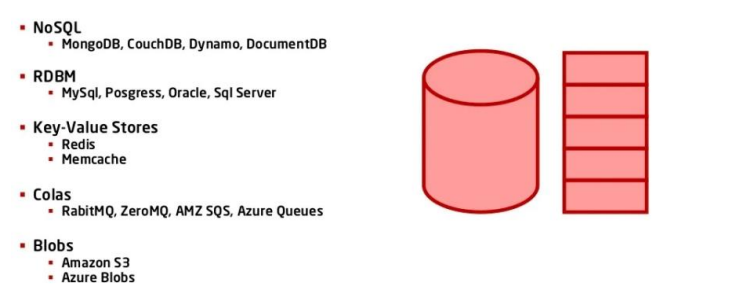 NoSQL
MongoDB, CouchDB, Dynamo, DocumentDB
RDBM
MySql, Posgress, Oracle, Sql Server
Key-Value Stores
Redis
Memcache
Colas
RabitMQ, ZeroMQ, AMZ SQS, Azure Queues
Blobs
Amazon S3
Azure Blobs